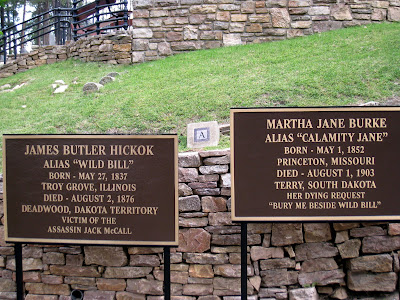 JAMES BUTLER HICKOK
ALIAS "WILD BILL"
BORN - MAY 27, 1837
TROY GROVE, ILLINOIS
DIED - AUGUST 2, 1876
DEADWOOD, DAKOTA TERRITORY
VICTIM OF THE
ASSASSIN JACK McCALL
A
MARTHA JANE BURKE
ALIAS "CALAMITY JANE"
BORN - MAY 1, 1852
PRINCETON, MISSOURI
DIED - AUGUST 1, 1903
TERRY, SOUTH DAKOTA
HER DYING REQUEST
"BURY ME BESIDE WILD BILL"